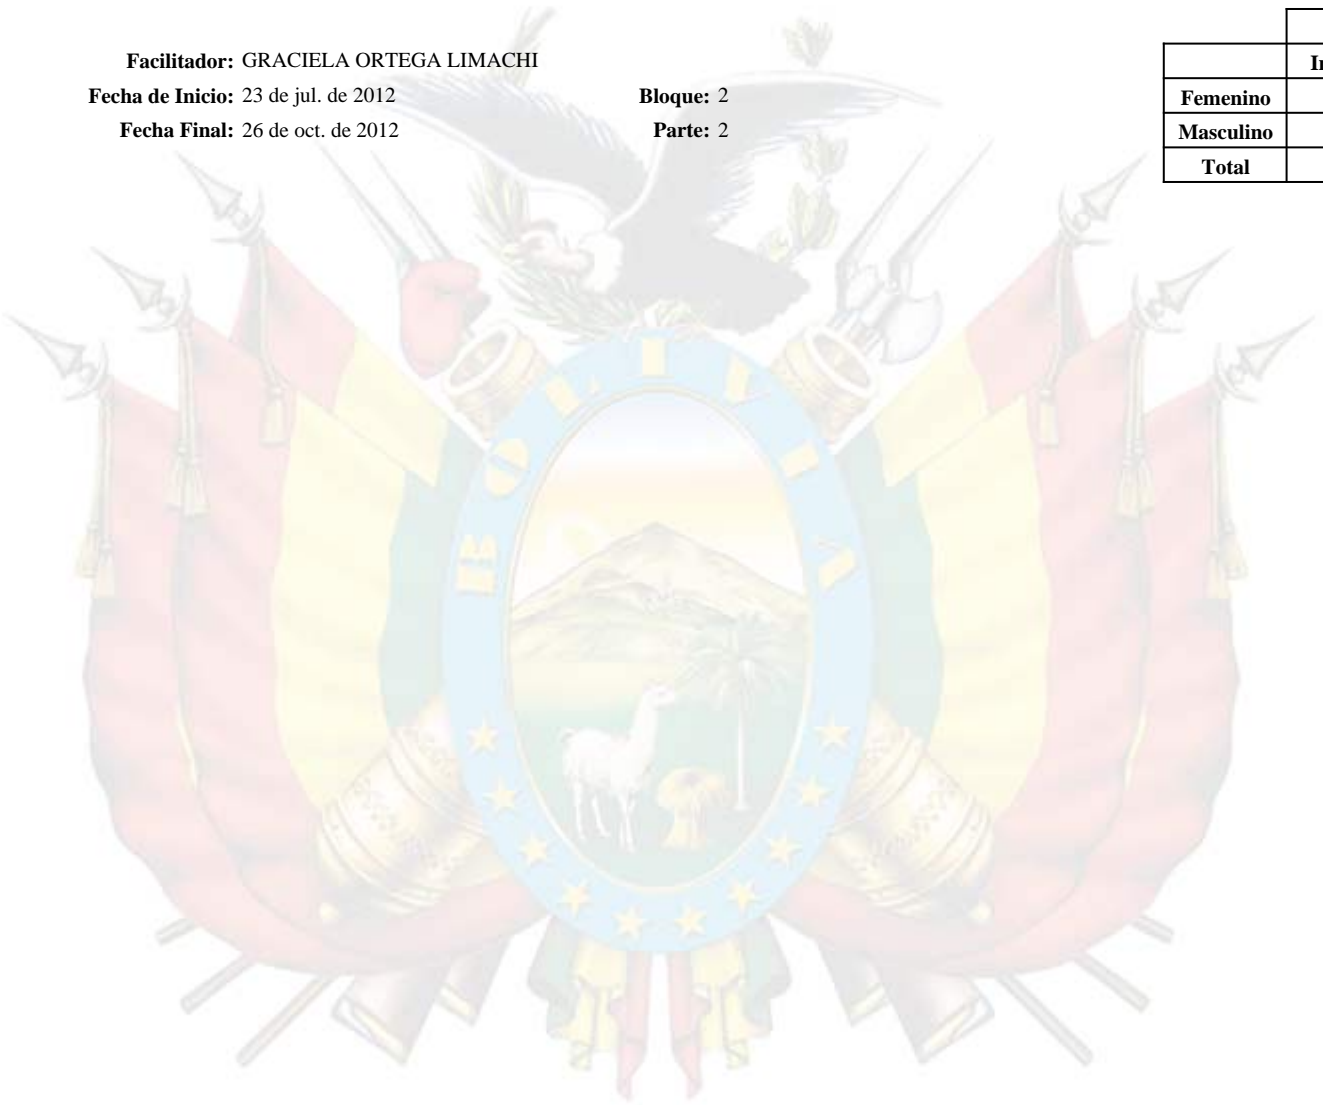 Facilitador: GRACIELA ORTEGA LIMACHI
Fecha de Inicio: 23 de jul. de 2012 Bloque: 2
Fecha Final: 26 de oct. de 2012 Parte: 2
Femenino
Masculino
Total
BOLIVIA